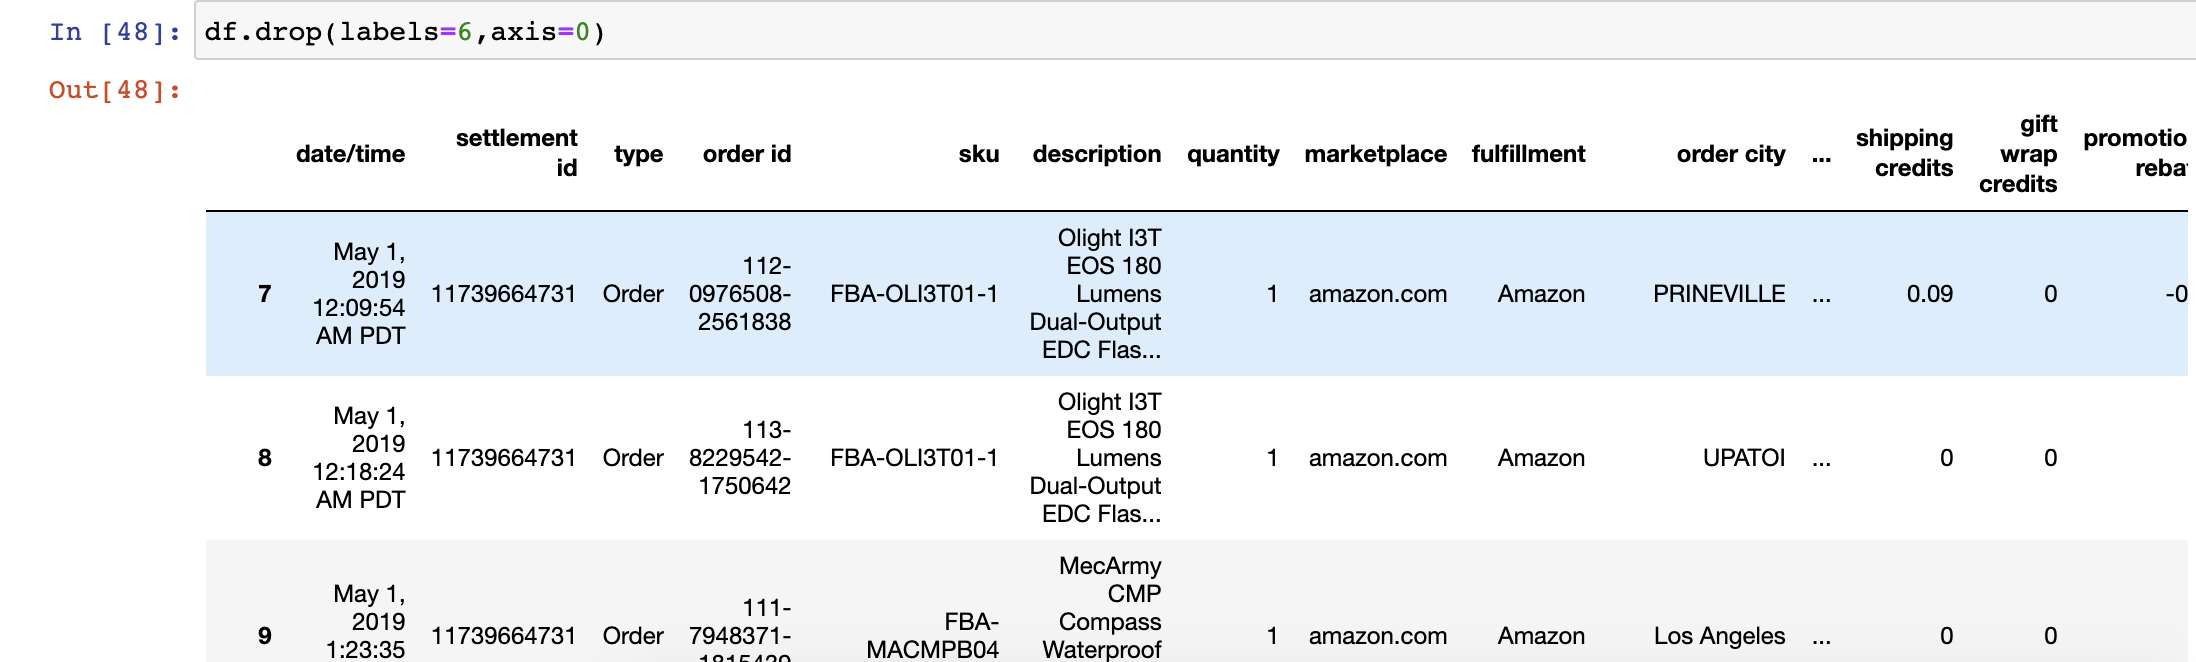 In [48]: df.drop(labels=6,axis=0)
Out[48]:
date/time settlement id type order id sku description quantity marketplace fulfillment order city ... shipping credits gift wrap credits promotio reba
7 May 1, 2019 12:09:54 AM PDT 11739664731 Order 112-0976508-2561838 FBA-OLI3T01-1 Olight I3T EOS 180 Lumens Dual-Output EDC Flas... 1 amazon.com Amazon PRINEVILLE ... 0.09 0 -0
8 May 1, 2019 12:18:24 AM PDT 11739664731 Order 113-8229542-1750642 FBA-OLI3T01-1 Olight I3T EOS 180 Lumens Dual-Output EDC Flas... 1 amazon.com Amazon UPATOI ... 0 0
9 May 1, 2019 1:23:35 11739664731 Order 111-7948371- FBA-MACMPB04 MecArmy CMP Compass Waterproof 1 amazon.com Amazon Los Angeles ... 0 0